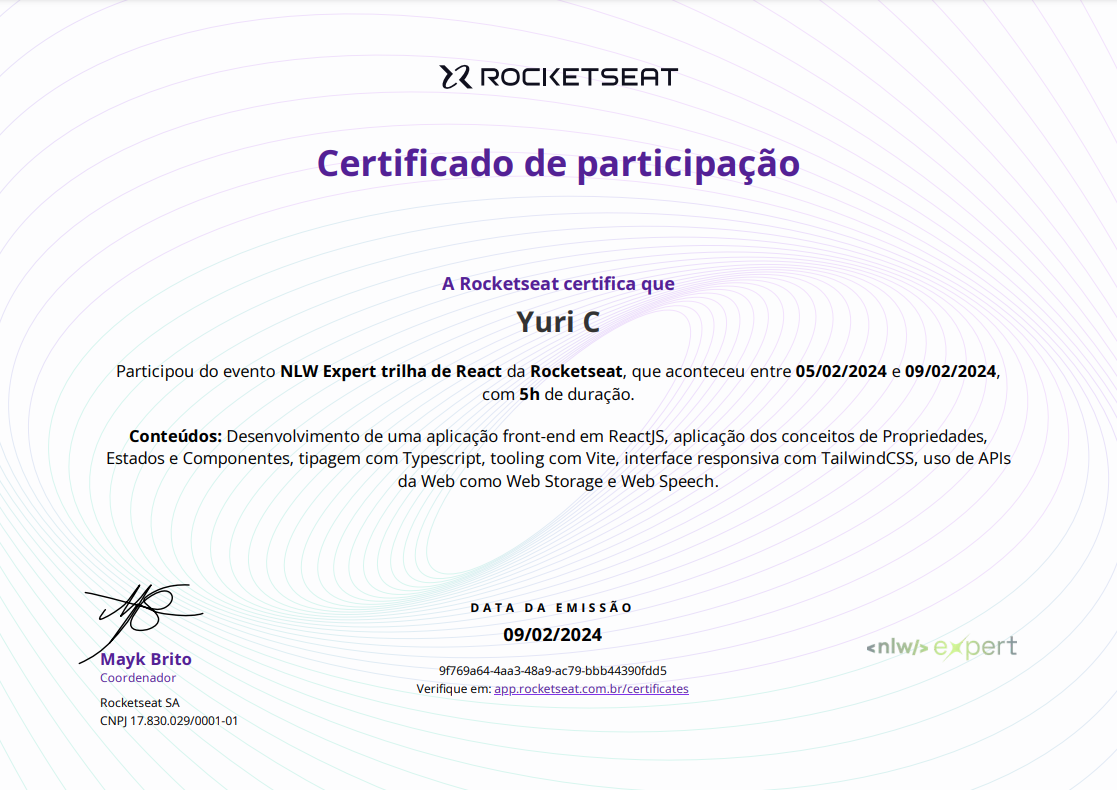 ROCKETSEAT
Certificado de participação
A Rocketseat certifica que
Yuri C
Participou do evento NLW Expert trilha de React da Rocketseat, que aconteceu entre 05/02/2024 e 09/02/2024,
com 5h de duração.
Conteúdos: Desenvolvimento de uma aplicação front-end em ReactJS, aplicação dos conceitos de Propriedades,
Estados e Componentes, tipagem com Typescript, tooling com Vite, interface responsiva com TailwindCSS, uso de APIs
da Web como Web Storage e Web Speech.
Mayk Brito
Coordenador
Rocketseat SA
CNPJ 17.830.029/0001-01
DATA DA EMISSÃO
09/02/2024
9f769a64-4aa3-48a9-ac79-bbb44390fdd5
Verifique em: app.rocketseat.com.br/certificates
<nlw/> expert